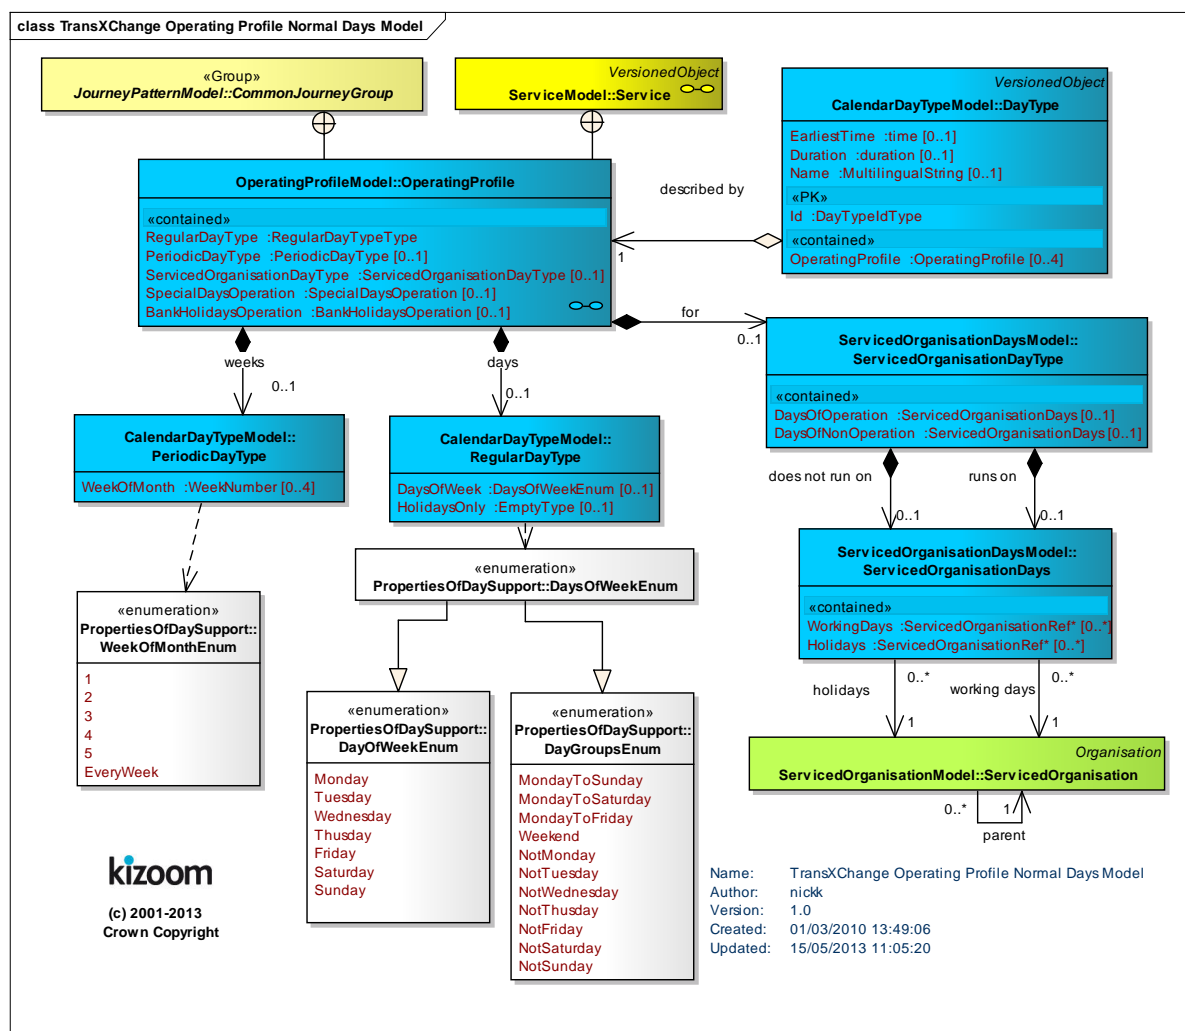 class TransXChange Operating Profile Normal Days Model
«Group»
JourneyPatternModel::CommonJourneyGroup
VersionedObject
ServiceModel::Service
VersionedObject
CalendarDayTypeModel::DayType
EarliestTime :time [0..1]
Duration :duration [0..1]
Name :MultilingualString [0..1]
«PK»
Id :DayTypeIdType
«contained»
OperatingProfile :OperatingProfile [0..4]
OperatingProfileModel::OperatingProfile
«contained»
RegularDayType :RegularDayTypeType
PeriodicDayType :PeriodicDayType [0..1]
ServicedOrganisationDayType :ServicedOrganisationDayType [0..1]
SpecialDaysOperation :SpecialDaysOperation [0..1]
BankHolidaysOperation :BankHolidaysOperation [0..1]
described by
1
for
0..1
weeks
0..1
days
0..1
ServicedOrganisationDaysModel::
ServicedOrganisationDayType
«contained»
DaysOfOperation :ServicedOrganisationDays [0..1]
DaysOfNonOperation :ServicedOrganisationDays [0..1]
CalendarDayTypeModel::
PeriodicDayType
WeekOfMonth :WeekNumber [0..4]
CalendarDayTypeModel::
RegularDayType
DaysOfWeek :DaysOfWeekEnum [0..1]
HolidaysOnly :EmptyType [0..1]
does not run on
0..1
runs on
0..1
ServicedOrganisationDaysModel::
ServicedOrganisationDays
«contained»
WorkingDays :ServicedOrganisationRef* [0..*]
Holidays :ServicedOrganisationRef* [0..*]
«enumeration»
PropertiesOfDaySupport::DaysOfWeekEnum
«enumeration»
PropertiesOfDaySupport::
WeekOfMonthEnum
1
2
3
4
5
EveryWeek
«enumeration»
PropertiesOfDaySupport::
DayOfWeekEnum
Monday
Tuesday
Wednesday
Thusday
Friday
Saturday
Sunday
«enumeration»
PropertiesOfDaySupport::
DayGroupsEnum
MondayToSunday
MondayToSaturday
MondayToFriday
Weekend
NotMonday
NotTuesday
NotWednesday
NotThusday
NotFriday
NotSaturday
NotSunday
holidays
0..*
1
working days
0..*
1
Organisation
ServicedOrganisationModel::ServicedOrganisation
0..*
1
parent
kizoom
(c) 2001-2013
Crown Copyright
Name: TransXChange Operating Profile Normal Days Model
Author: nickk
Version: 1.0
Created: 01/03/2010 13:49:06
Updated: 15/05/2013 11:05:20